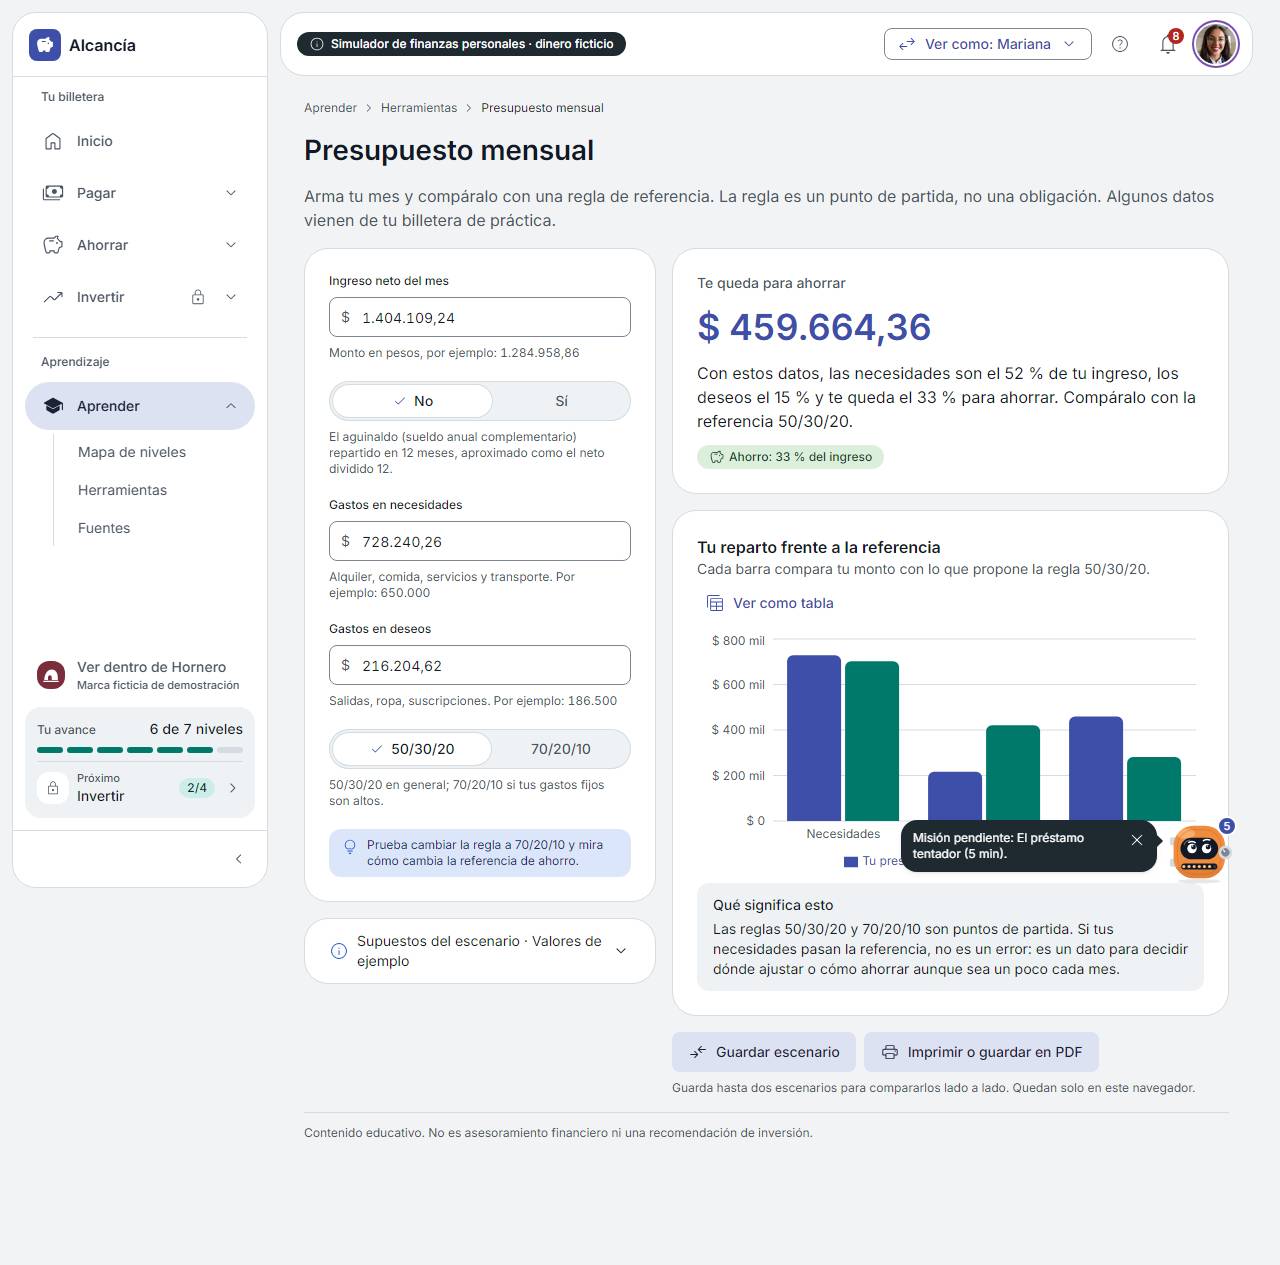 Alcancía
Tu billetera
Inicio
Pagar
Ahorrar
Invertir
Aprendizaje
Aprender
Mapa de niveles
Herramientas
Fuentes
Ver dentro de Hornero
Marca ficticia de demostración
Tu avance
6 de 7 niveles
Próximo
Invertir
2/4
Simulador de finanzas personales · dinero ficticio
Ver como: Mariana
8
Aprender
Herramientas
Presupuesto mensual
Presupuesto mensual
Arma tu mes y compáralo con una regla de referencia. La regla es un punto de partida, no una obligación. Algunos datos
vienen de tu billetera de práctica.
Ingreso neto del mes
$ 1.404.109,24
Monto en pesos, por ejemplo: 1.284.958,86
No
Sí
El aguinaldo (sueldo anual complementario)
repartido en 12 meses, aproximado como el neto
dividido 12.
Gastos en necesidades
$ 728.240,26
Alquiler, comida, servicios y transporte. Por
ejemplo: 650.000
Gastos en deseos
$ 216.204,62
Salidas, ropa, suscripciones. Por ejemplo: 186.500
50/30/20
70/20/10
50/30/20 en general; 70/20/10 si tus gastos fijos
son altos.
Prueba cambiar la regla a 70/20/10 y mira
cómo cambia la referencia de ahorro.
Supuestos del escenario · Valores de
ejemplo
Te queda para ahorrar
$ 459.664,36
Con estos datos, las necesidades son el 52 % de tu ingreso, los
deseos el 15 % y te queda el 33 % para ahorrar. Compáralo con la
referencia 50/30/20.
Ahorro: 33 % del ingreso
Tu reparto frente a la referencia
Cada barra compara tu monto con lo que propone la regla 50/30/20.
Ver como tabla
$ 800 mil
$ 600 mil
$ 400 mil
$ 200 mil
$ 0
Necesidades
Tu pres
Misión pendiente: El préstamo
tentador (5 min).
5
Qué significa esto
Las reglas 50/30/20 y 70/20/10 son puntos de partida. Si tus
necesidades pasan la referencia, no es un error: es un dato para decidir
dónde ajustar o cómo ahorrar aunque sea un poco cada mes.
Guardar escenario
Imprimir o guardar en PDF
Guarda hasta dos escenarios para compararlos lado a lado. Quedan solo en este navegador.
Contenido educativo. No es asesoramiento financiero ni una recomendación de inversión.